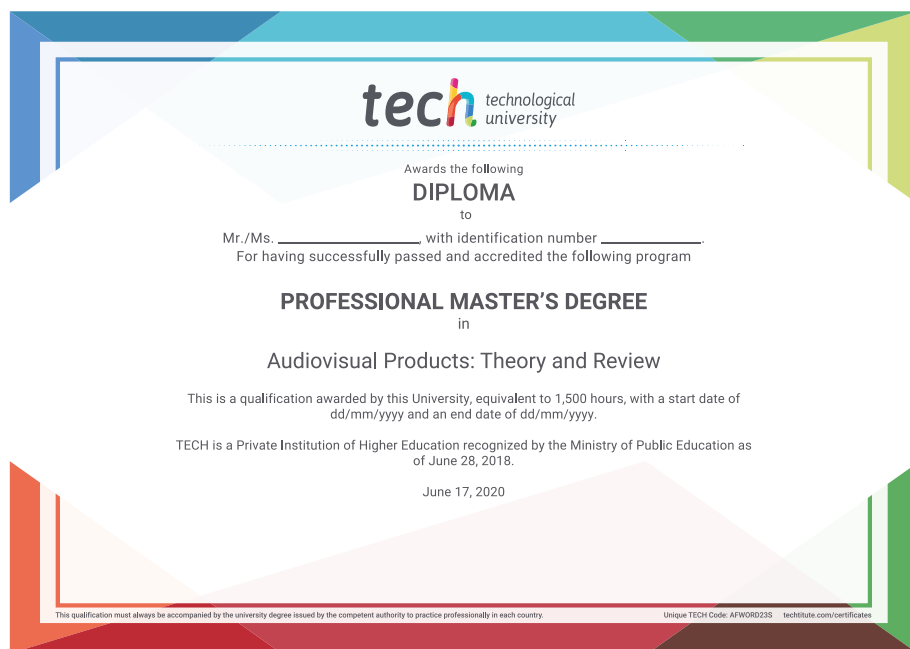 tech technological
university
Awards the following
DIPLOMA
to
Mr./Ms. ____________, with identification number ____________.
For having successfully passed and accredited the following program
PROFESSIONAL MASTER'S DEGREE
in
Audiovisual Products: Theory and Review
This is a qualification awarded by this University, equivalent to 1,500 hours, with a start date of
dd/mm/yyyy and an end date of dd/mm/yyyy.
TECH is a Private Institution of Higher Education recognized by the Ministry of Public Education as
of June 28, 2018.
June 17, 2020
This qualification must always be accompanied by the university degree issued by the competent authority to practice professionally in each country. Unique TECH Code: AFWORD23S techtitute.com/certificates